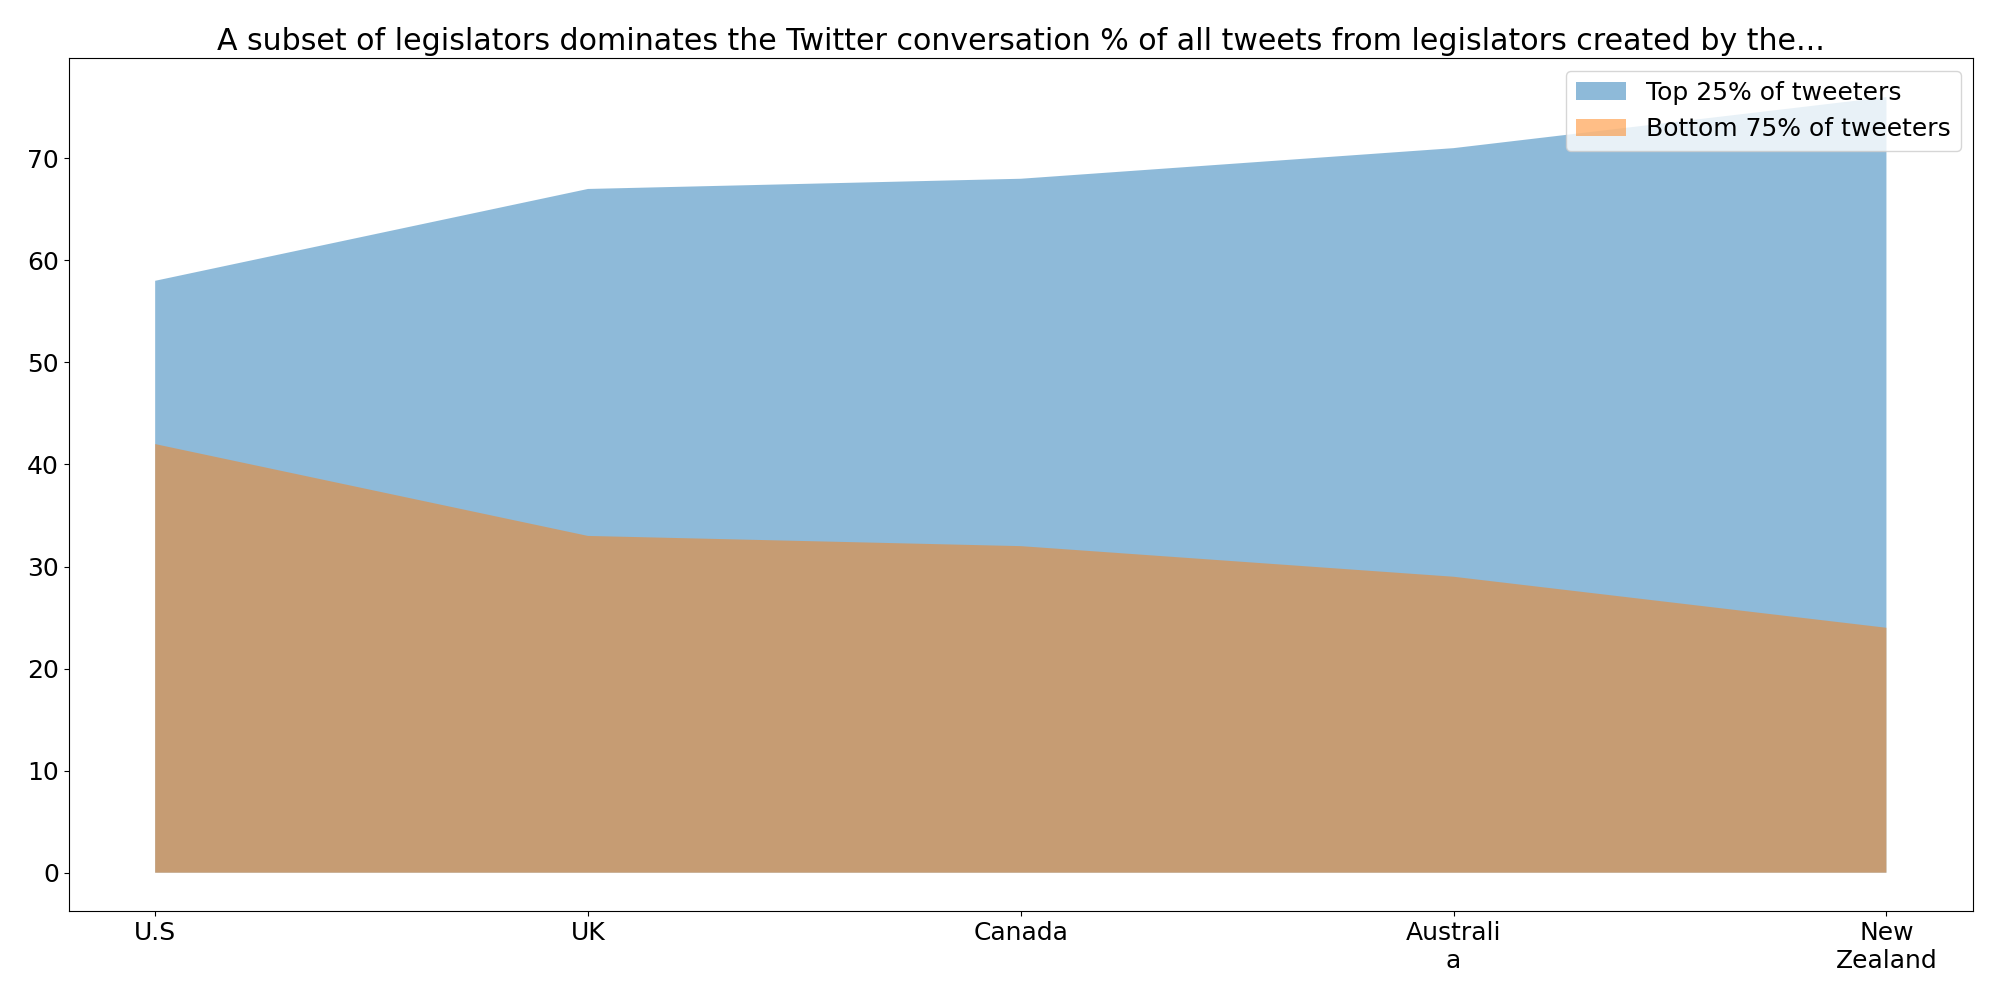 A subset of legislators dominates the Twitter conversation % of all tweets from legislators created by the...
Top 25% of tweeters
Bottom 75% of tweeters
70
60
50
40
30
20
10
0
U.S
UK
Canada
Australi
a
New
Zealand